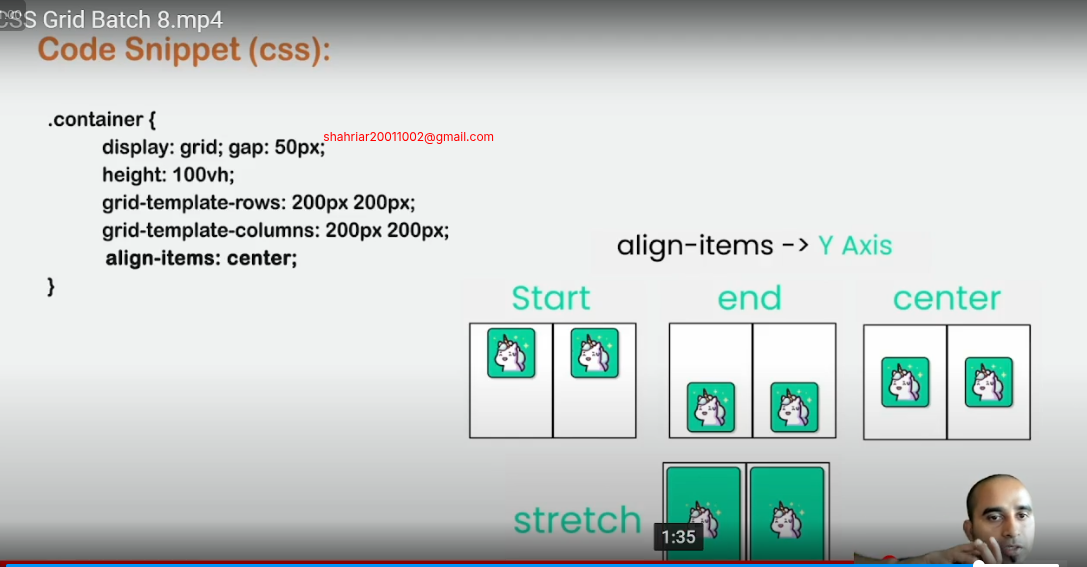 CSS Grid Batch 8.mp4
Code Snippet (css):
.container {
display: grid; gap: 50px;
shahriar20011002@gmail.com
height: 100vh;
grid-template-rows: 200px 200px;
grid-template-columns: 200px 200px;
align-items: center;
}
align-items -> Y Axis
Start end center
stretch
1:35